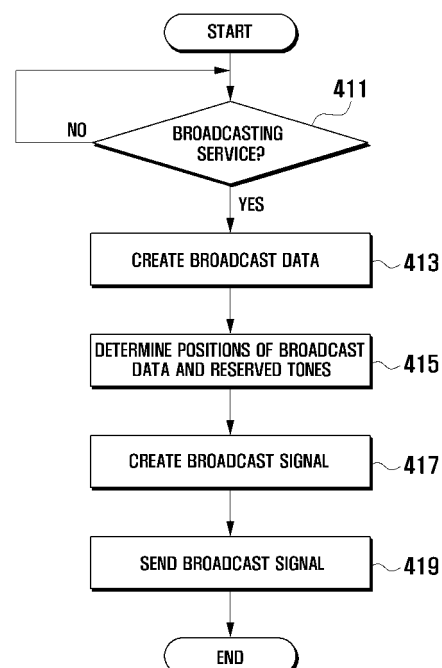 START
411
NO
BROADCASTING
SERVICE?
YES
CREATE BROADCAST DATA
413
DETERMINE POSITIONS OF BROADCAST
DATA AND RESERVED TONES
415
CREATE BROADCAST SIGNAL
417
SEND BROADCAST SIGNAL
419
END